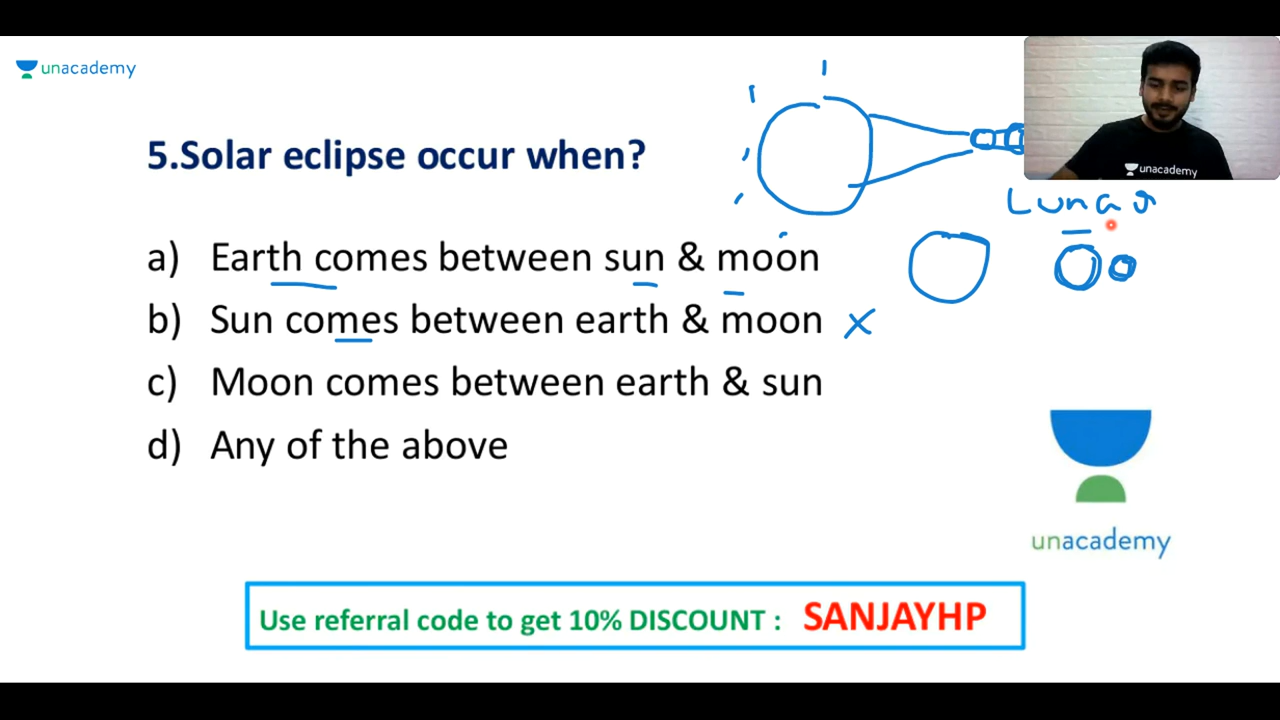 unacademy
5.Solar eclipse occur when?
unacademy
Lunar
a) Earth comes between sun & moon
b) Sun comes between earth & moon
c) Moon comes between earth & sun
d) Any of the above
unacademy
Use referral code to get 10% DISCOUNT : SANJAYHP